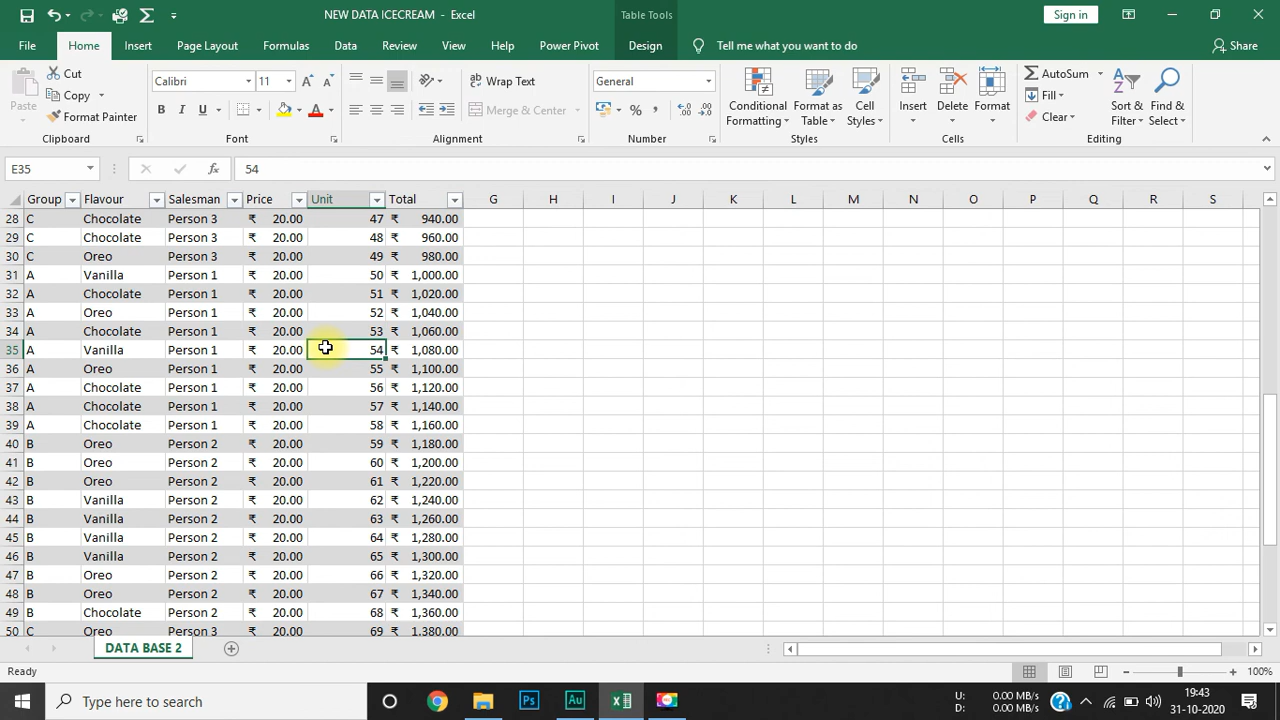 NEW DATA ICECREAM - Excel
Table Tools
Sign in
File Home Insert Page Layout Formulas Data Review View Help Power Pivot Design Tell me what you want to do Share
Paste
Cut
Copy
Format Painter
Clipboard
Calibri 11
B I U
Font
Wrap Text
Merge & Center
Alignment
General
%
Number
Conditional Formatting
Format as Table
Cell Styles
Styles
Insert Delete Format
Cells
AutoSum
Fill
Clear
Sort & Filter
Find & Select
Editing
E35 fx 54
Group Flavour Salesman Price Unit Total G H I J K L M N O P Q R S
28 C Chocolate Person 3 ₹ 20.00 47 ₹ 940.00
29 C Chocolate Person 3 ₹ 20.00 48 ₹ 960.00
30 C Oreo Person 3 ₹ 20.00 49 ₹ 980.00
31 A Vanilla Person 1 ₹ 20.00 50 ₹ 1,000.00
32 A Chocolate Person 1 ₹ 20.00 51 ₹ 1,020.00
33 A Oreo Person 1 ₹ 20.00 52 ₹ 1,040.00
34 A Chocolate Person 1 ₹ 20.00 53 ₹ 1,060.00
35 A Vanilla Person 1 ₹ 20.00 54 ₹ 1,080.00
36 A Oreo Person 1 ₹ 20.00 55 ₹ 1,100.00
37 A Chocolate Person 1 ₹ 20.00 56 ₹ 1,120.00
38 A Chocolate Person 1 ₹ 20.00 57 ₹ 1,140.00
39 A Chocolate Person 1 ₹ 20.00 58 ₹ 1,160.00
40 B Oreo Person 2 ₹ 20.00 59 ₹ 1,180.00
41 B Oreo Person 2 ₹ 20.00 60 ₹ 1,200.00
42 B Oreo Person 2 ₹ 20.00 61 ₹ 1,220.00
43 B Vanilla Person 2 ₹ 20.00 62 ₹ 1,240.00
44 B Vanilla Person 2 ₹ 20.00 63 ₹ 1,260.00
45 B Vanilla Person 2 ₹ 20.00 64 ₹ 1,280.00
46 B Vanilla Person 2 ₹ 20.00 65 ₹ 1,300.00
47 B Oreo Person 2 ₹ 20.00 66 ₹ 1,320.00
48 B Oreo Person 2 ₹ 20.00 67 ₹ 1,340.00
49 B Chocolate Person 2 ₹ 20.00 68 ₹ 1,360.00
50 C Oreo Person 3 ₹ 20.00 69 ₹ 1,380.00
DATA BASE 2
Ready 100%
Type here to search
Ps Au
U: 0.00 MB/s
D: 0.00 MB/s
19:43
31-10-2020